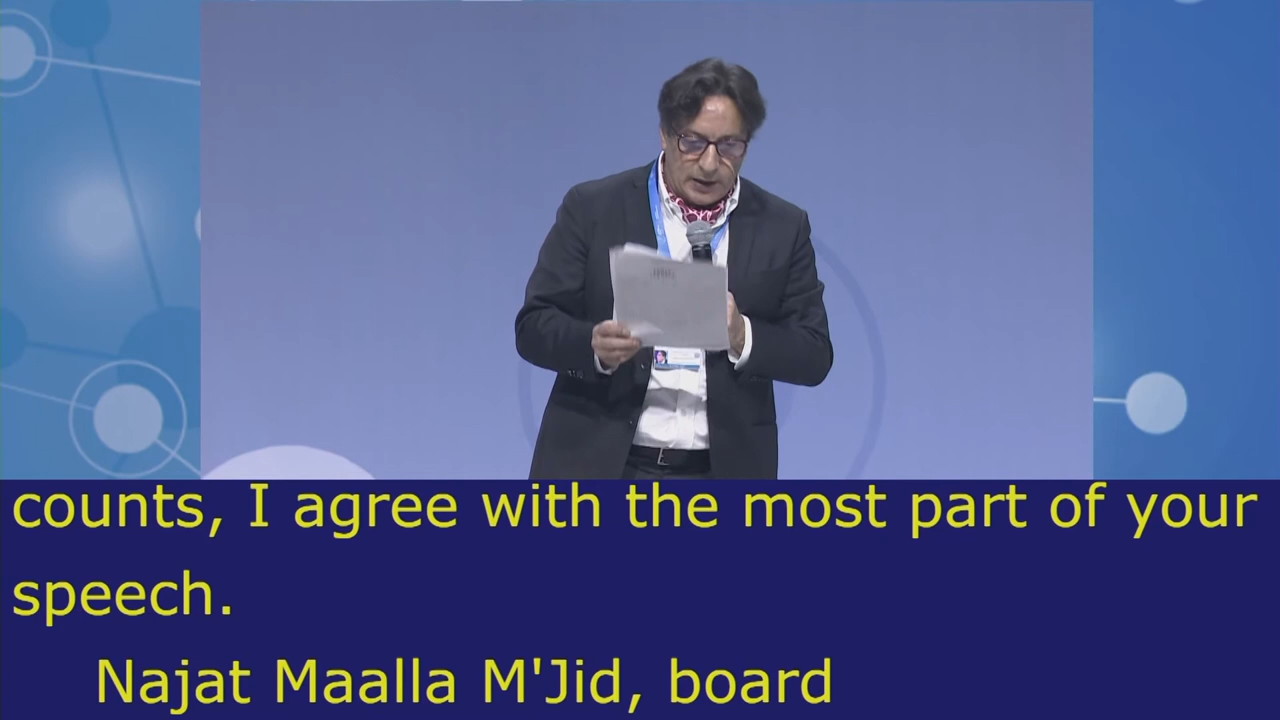 counts, I agree with the most part of your
speech.
Najat Maalla M'Jid, board